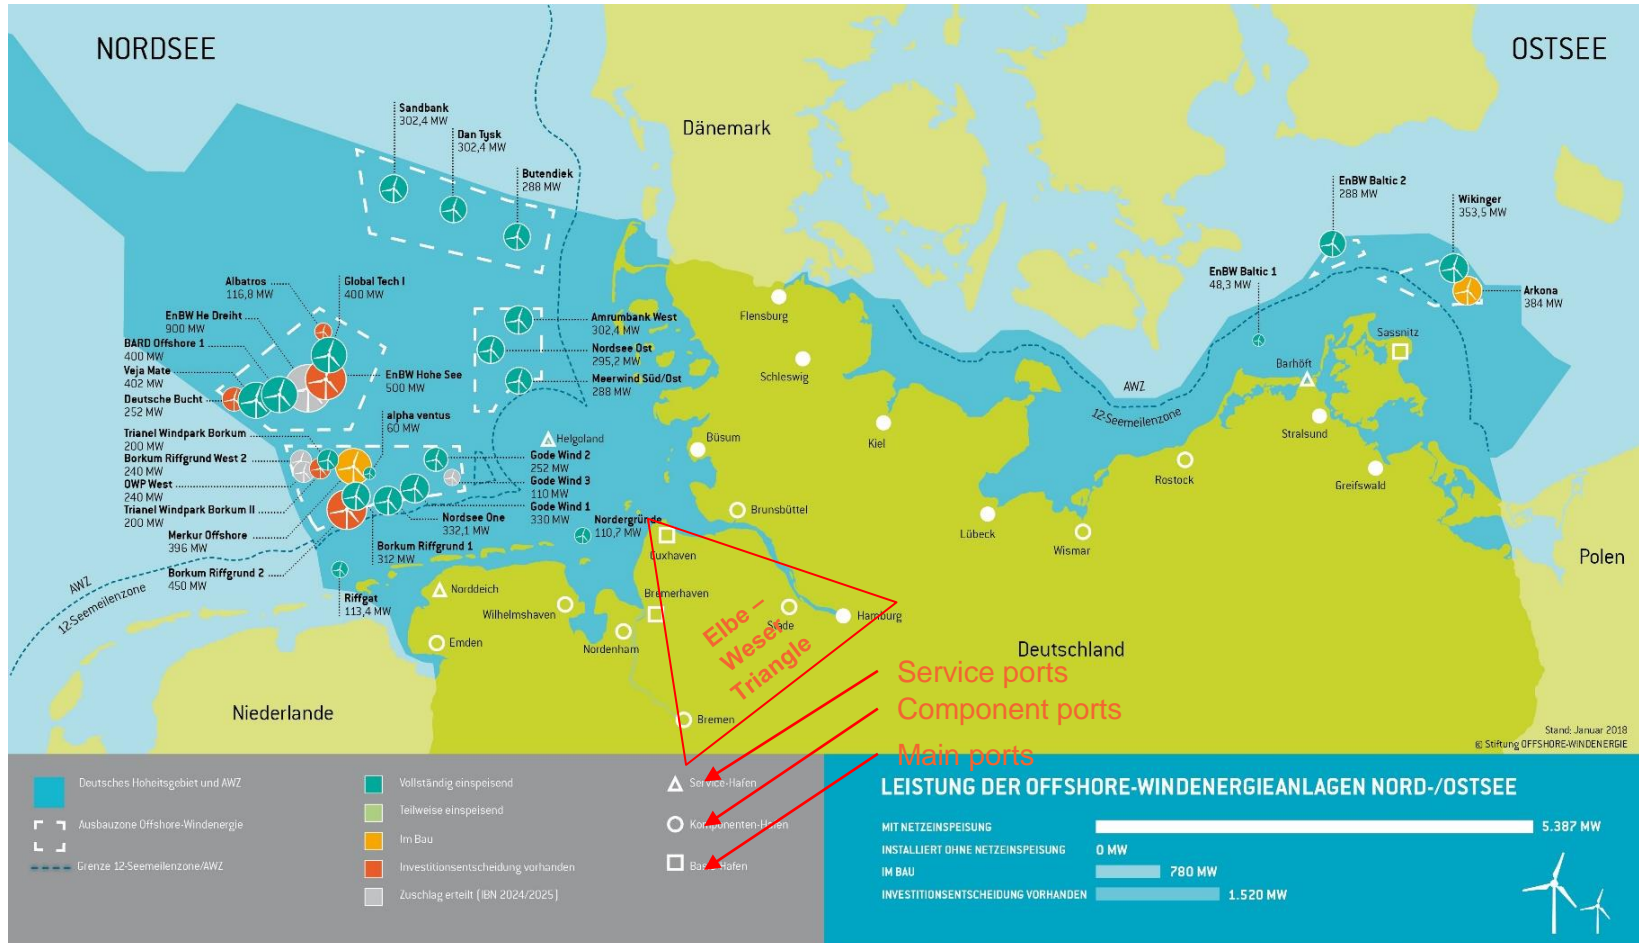 NORDSEE
OSTSEE
Sandbank
302,4 MW
Dan Tysk
302,4 MW
Butendiek
288 MW
Dänemark
EnBW Baltic 2
288 MW
Wikinger
353,5 MW
Albatros
116,8 MW
Global Tech I
400 MW
EnBW Baltic 1
48,3 MW
Arkona
384 MW
EnBW He Dreiht
900 MW
BARD Offshore 1
400 MW
Veja Mate
402 MW
Deutsche Bucht
252 MW
EnBW Hohe See
500 MW
Amrumbank West
302,4 MW
Nordsee Ost
295,2 MW
Meerwind Süd/Ost
288 MW
Flensburg
Schleswig
Sassnitz
Barhöft
AWZ
12-Seemeilenzone
alpha ventus
60 MW
Trianel Windpark Borkum
200 MW
Borkum Riffgrund West 2
240 MW
OWP West
240 MW
Trianel Windpark Borkum II
200 MW
Merkur Offshore
396 MW
Borkum Riffgrund 2
450 MW
Helgoland
Gode Wind 2
252 MW
Gode Wind 3
110 MW
Gode Wind 1
330 MW
Nordsee One
332,1 MW
Borkum Riffgrund 1
312 MW
Nordergründe
110,7 MW
Riffgat
113,4 MW
AWZ
12-Seemeilenzone
Büsum
Kiel
Stralsund
Rostock
Greifswald
Brunsbüttel
Lübeck
Wismar
Cuxhaven
Polen
Norddeich
Bremerhaven
Wilhelmshaven
Stade
Hamburg
Emden
Nordenham
Elbe –
Weser
Triangle
Deutschland
Service ports
Component ports
Main ports
Niederlande
Bremen
Stand: Januar 2018
© Stiftung OFFSHORE-WINDENERGIE
Deutsches Hoheitsgebiet und AWZ
Ausbauzone Offshore-Windenergie
Grenze 12-Seemeilenzone/AWZ
Vollständig einspeisend
Teilweise einspeisend
Im Bau
Investitionsentscheidung vorhanden
Zuschlag erteilt (IBN 2024/2025)
Service-Hafen
Komponenten-Hafen
Basis-Hafen
LEISTUNG DER OFFSHORE-WINDENERGIEANLAGEN NORD-/OSTSEE
MIT NETZEINSPEISUNG 5.387 MW
INSTALLIERT OHNE NETZEINSPEISUNG 0 MW
IM BAU 780 MW
INVESTITIONSENTSCHEIDUNG VORHANDEN 1.520 MW